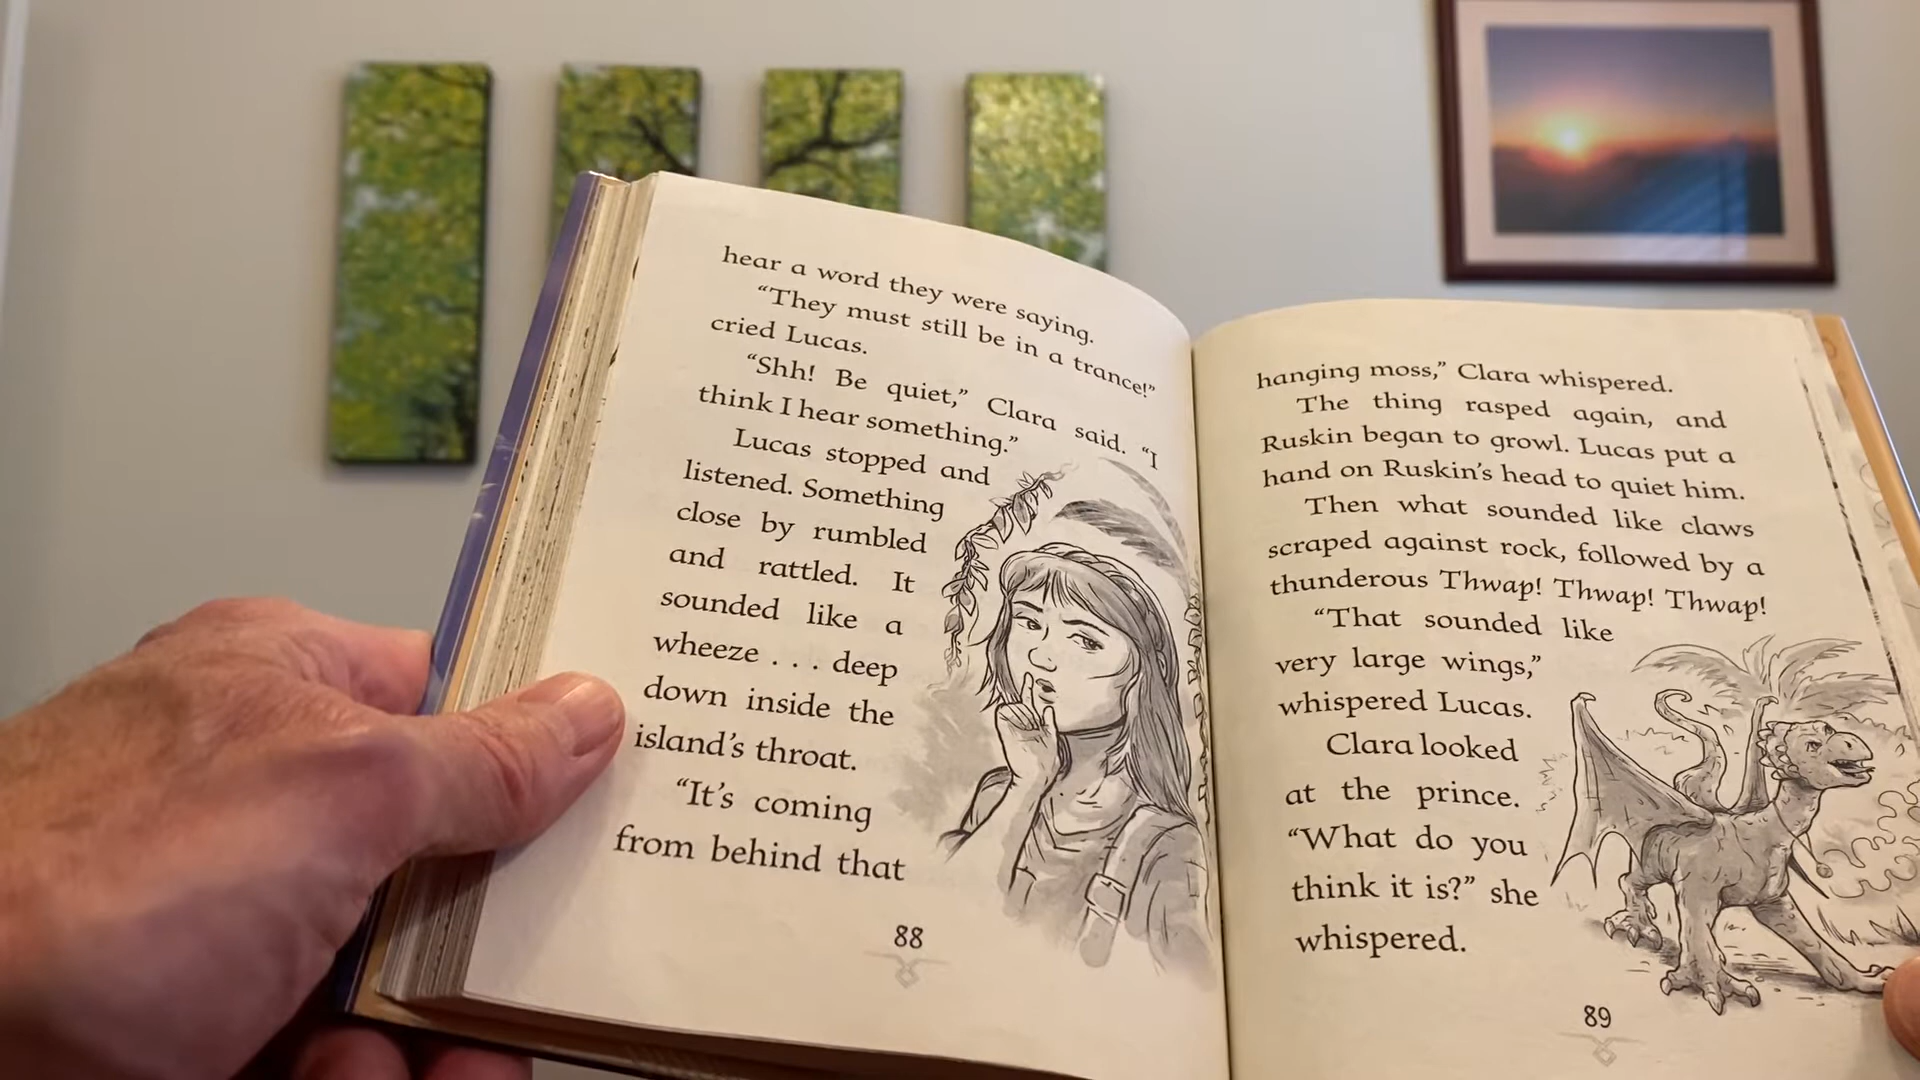 hear a word they were saying.
“They must still be in a trance!”
cried Lucas.
“Shh! Be quiet,” Clara said. “I
think I hear something.”
Lucas stopped and
listened. Something
close by rumbled
and rattled. It
sounded like a
wheeze . . . deep
down inside the
island’s throat.
“It’s coming
from behind that
88
hanging moss,” Clara whispered.
The thing rasped again, and
Ruskin began to growl. Lucas put a
hand on Ruskin’s head to quiet him.
Then what sounded like claws
scraped against rock, followed by a
thunderous Thwap! Thwap! Thwap!
“That sounded like
very large wings,”
whispered Lucas.
Clara looked
at the prince.
“What do you
think it is?” she
whispered.
89